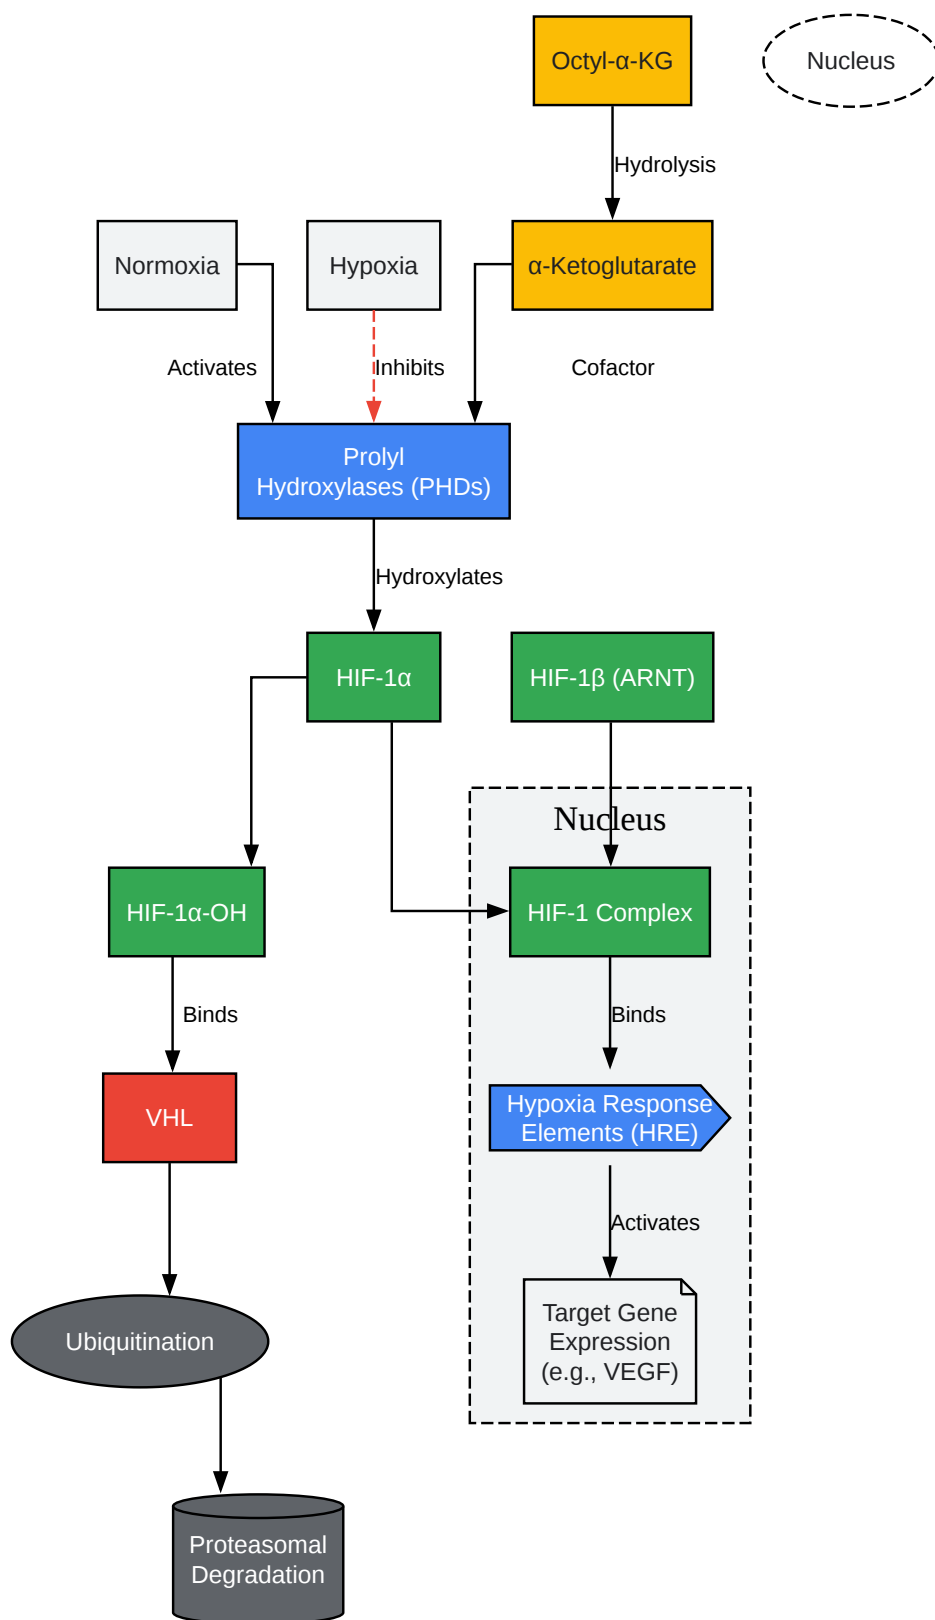 Octyl-α-KG
Nucleus
Hydrolysis
Normoxia
Hypoxia
α-Ketoglutarate
Activates
Inhibits
Cofactor
Prolyl
Hydroxylases (PHDs)
Hydroxylates
HIF-1α
HIF-1β (ARNT)
Nucleus
HIF-1α-OH
HIF-1 Complex
Binds
Binds
VHL
Hypoxia Response
Elements (HRE)
Activates
Ubiquitination
Target Gene
Expression
(e.g., VEGF)
Proteasomal
Degradation